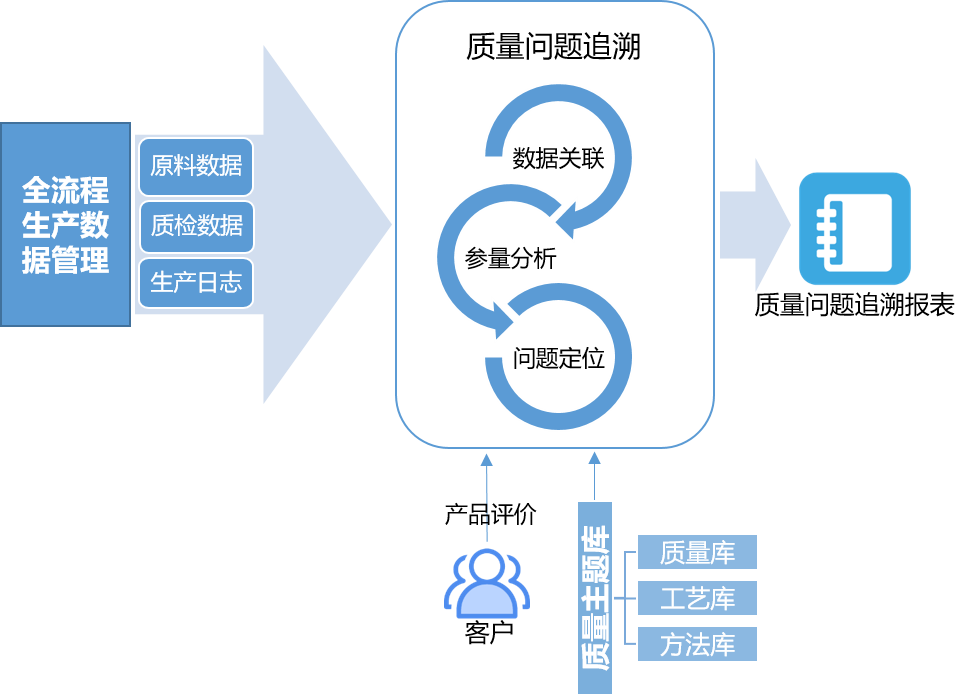 质量问题追溯
全流程
生产数
据管理
原料数据
质检数据
生产日志
数据关联
参量分析
问题定位
质量问题追溯报表
产品评价
客户
质量主题库
质量库
工艺库
方法库